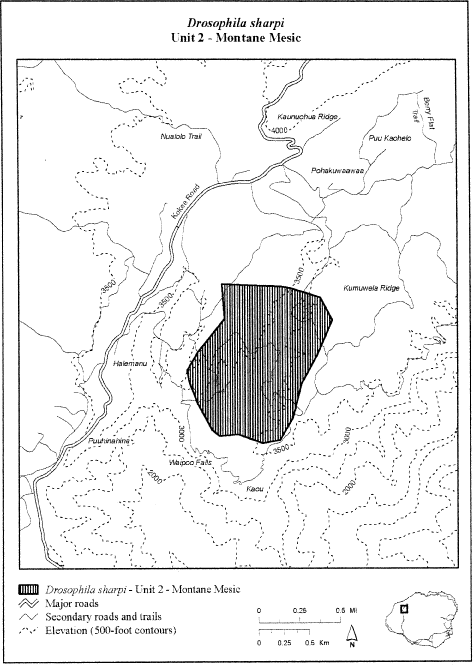 Drosophila sharpi
Unit 2 - Montane Mesic
Kaunuohua Ridge
4000
Berry Flat
Trail
Nualolo Trail
Puu Kaohelo
Pohakuwaawaa
Kokee Road
3500
3500
3500
Kumuwela Ridge
Halemanu
3000
3000
Puuhinahina
3500
Waipoo Falls
2000
2000
Kaou
Drosophila sharpi - Unit 2 - Montane Mesic
Major roads
Secondary roads and trails
Elevation (500-foot contours)
0 0.25 0.5 Mi
0 0.25 0.5 Km
N